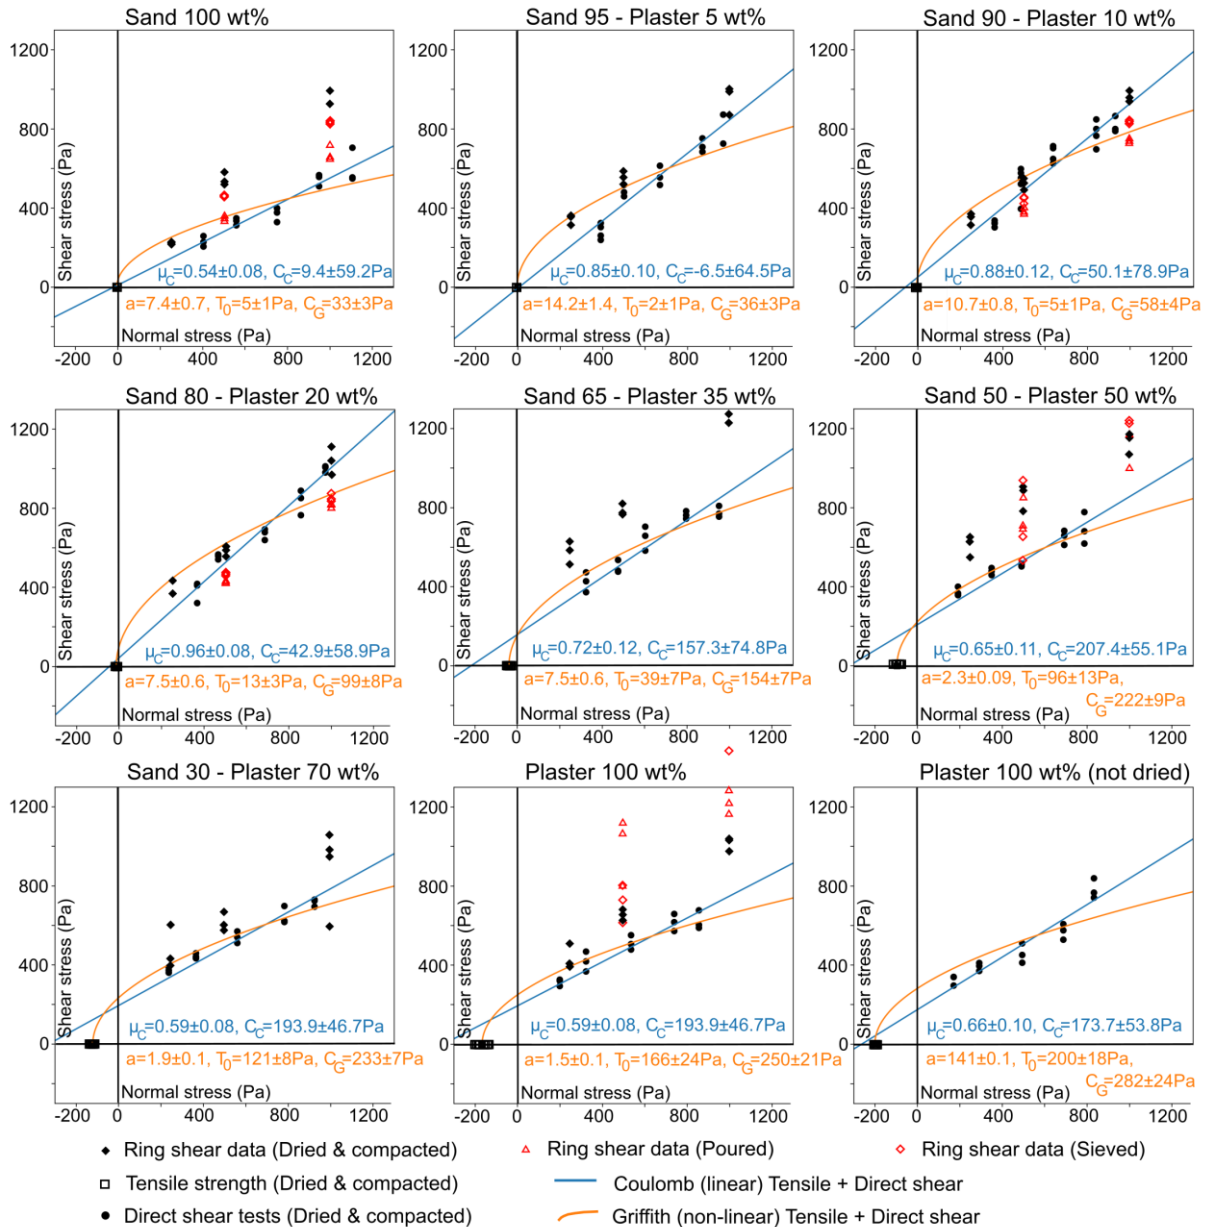 Sand 100 wt%
1200
800
400
0
Shear stress (Pa)
μC=0.54±0.08, CC=9.4±59.2Pa
a=7.4±0.7, T0=5±1Pa, CG=33±3Pa
Normal stress (Pa)
-200 0 400 800 1200
Sand 95 - Plaster 5 wt%
1200
800
400
0
Shear stress (Pa)
μC=0.85±0.10, CC=-6.5±64.5Pa
a=14.2±1.4, T0=2±1Pa, CG=36±3Pa
Normal stress (Pa)
-200 0 400 800 1200
Sand 90 - Plaster 10 wt%
1200
800
400
0
Shear stress (Pa)
μC=0.88±0.12, CC=50.1±78.9Pa
a=10.7±0.8, T0=5±1Pa, CG=58±4Pa
Normal stress (Pa)
-200 0 400 800 1200
Sand 80 - Plaster 20 wt%
1200
800
400
0
Shear stress (Pa)
μC=0.96±0.08, CC=42.9±58.9Pa
a=7.5±0.6, T0=13±3Pa, CG=99±8Pa
Normal stress (Pa)
-200 0 400 800 1200
Sand 65 - Plaster 35 wt%
1200
800
400
0
Shear stress (Pa)
μC=0.72±0.12, CC=157.3±74.8Pa
a=7.5±0.6, T0=39±7Pa, CG=154±7Pa
Normal stress (Pa)
-200 0 400 800 1200
Sand 50 - Plaster 50 wt%
1200
800
400
0
Shear stress (Pa)
μC=0.65±0.11, CC=207.4±55.1Pa
a=2.3±0.09, T0=96±13Pa,
CG=222±9Pa
Normal stress (Pa)
-200 0 400 800 1200
Sand 30 - Plaster 70 wt%
1200
800
400
0
Shear stress (Pa)
μC=0.59±0.08, CC=193.9±46.7Pa
a=1.9±0.1, T0=121±8Pa, CG=233±7Pa
Normal stress (Pa)
-200 0 400 800 1200
Plaster 100 wt%
1200
800
400
0
Shear stress (Pa)
μC=0.59±0.08, CC=193.9±46.7Pa
a=1.5±0.1, T0=166±24Pa, CG=250±21Pa
Normal stress (Pa)
-200 0 400 800 1200
Plaster 100 wt% (not dried)
1200
800
400
0
Shear stress (Pa)
μC=0.66±0.10, CC=173.7±53.8Pa
a=141±0.1, T0=200±18Pa,
CG=282±24Pa
Normal stress (Pa)
-200 0 400 800 1200
Ring shear data (Dried & compacted)
Ring shear data (Poured)
Ring shear data (Sieved)
Tensile strength (Dried & compacted)
Coulomb (linear) Tensile + Direct shear
Direct shear tests (Dried & compacted)
Griffith (non-linear) Tensile + Direct shear